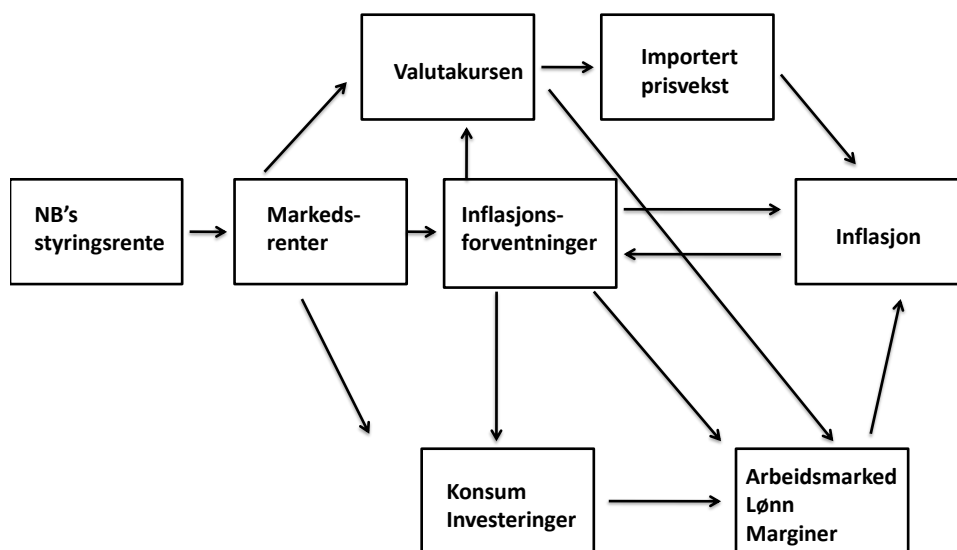 Valutakursen
Importert
prisvekst
NB's
styringsrente
Markeds-
renter
Inflasjons-
forventninger
Inflasjon
Konsum
Investeringer
Arbeidsmarked
Lønn
Marginer